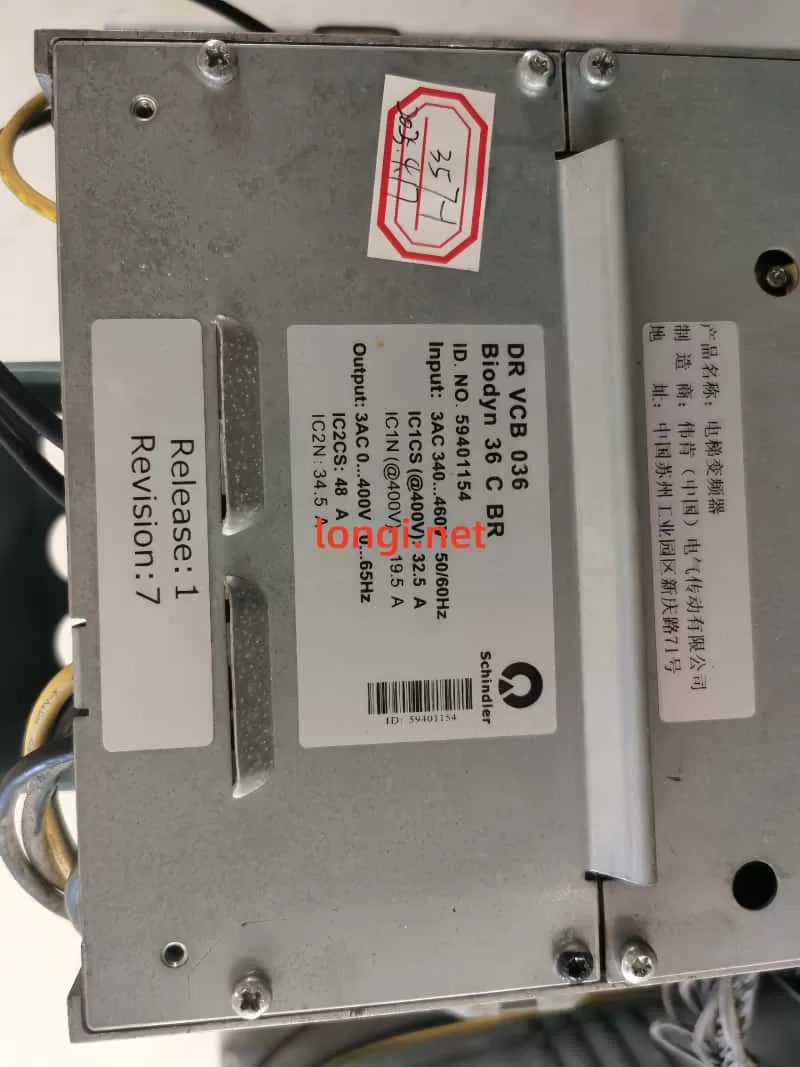 3574
DR VCB 036
Biodyn 36 C BR
ID. NO. 59401154
Input: 3AC 340...460V 50/60Hz
IC1CS (@400V): 32.5 A
IC1N (@400V): 19.5 A
Output: 3AC 0...400V 0...65Hz
IC2CS: 48 A
IC2N: 34.5 A
Schindler
ID: 59401154
Release: 1
Revision: 7
产品名称: 电梯变频器
制造商: 伟肯(中国)电气传动有限公司
地址: 中国苏州工业园区新庆路71号
longi.net